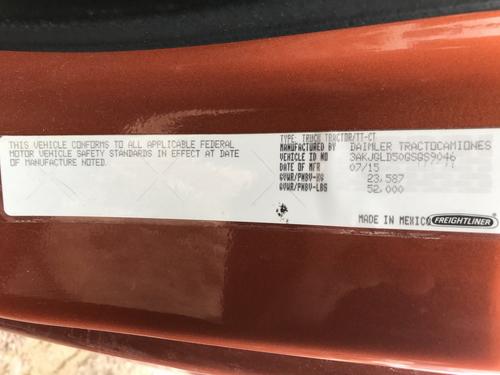 THIS VEHICLE CONFORMS TO ALL APPLICABLE FEDERAL
MOTOR VEHICLE SAFETY STANDARDS IN EFFECT AT DATE
OF MANUFACTURE NOTED.
TYPE: TRUCK TRACTOR/TT-CT
MANUFACTURED BY DAIMLER TRACTOCAMIONES
VEHICLE ID NO 3AKJGLD50GSGS9046
DATE OF MFR 07/15
GVWR/PNBV-KG 23,587
GVWR/PNBV-LBS 52,000
MADE IN MEXICO FREIGHTLINER